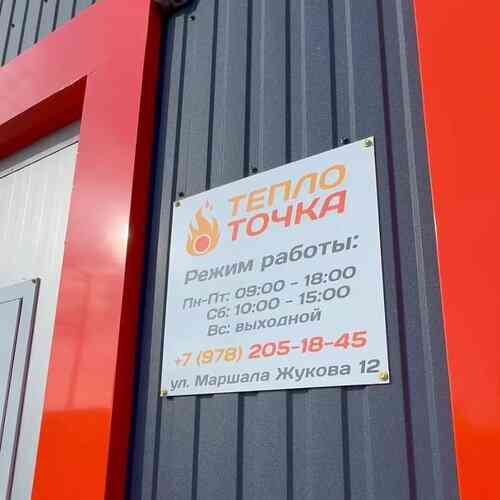 ТЕПЛО
ТОЧКА
Режим работы:
Пн-Пт: 09:00 - 18:00
Сб: 10:00 - 15:00
Вс: выходной
+7 (978) 205-18-45
ул. Маршала Жукова 12